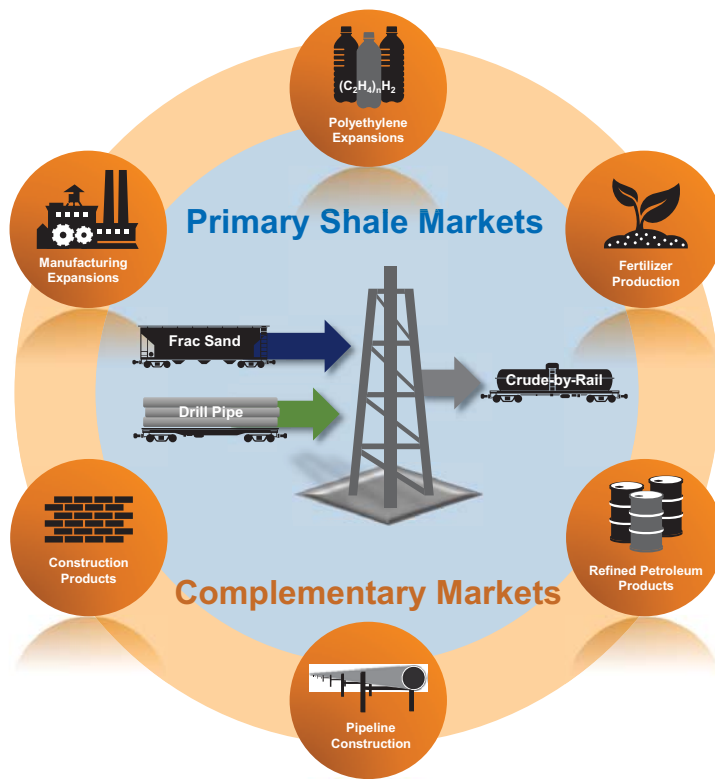 (C₂H₄)ₙH₂
Polyethylene
Expansions
Primary Shale Markets
Manufacturing
Expansions
Fertilizer
Production
Frac Sand
Crude-by-Rail
Drill Pipe
Construction
Products
Refined Petroleum
Products
Complementary Markets
Pipeline
Construction